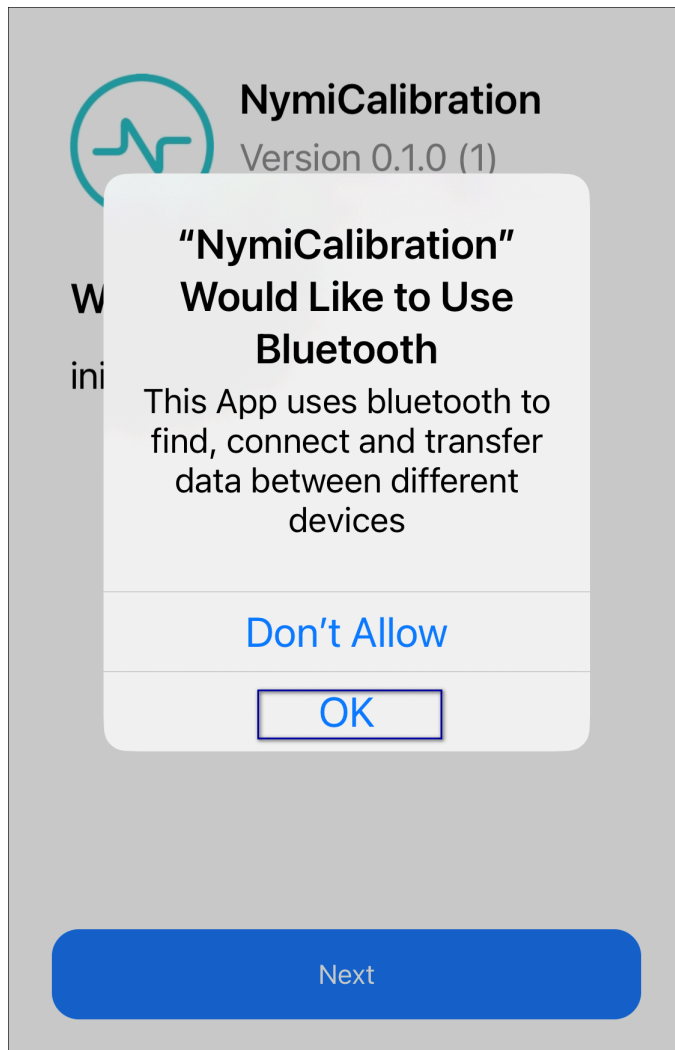 NymiCalibration
Version 0.1.0 (1)
“NymiCalibration”
Would Like to Use
Bluetooth
This App uses bluetooth to
find, connect and transfer
data between different
devices
Don’t Allow
OK
Next